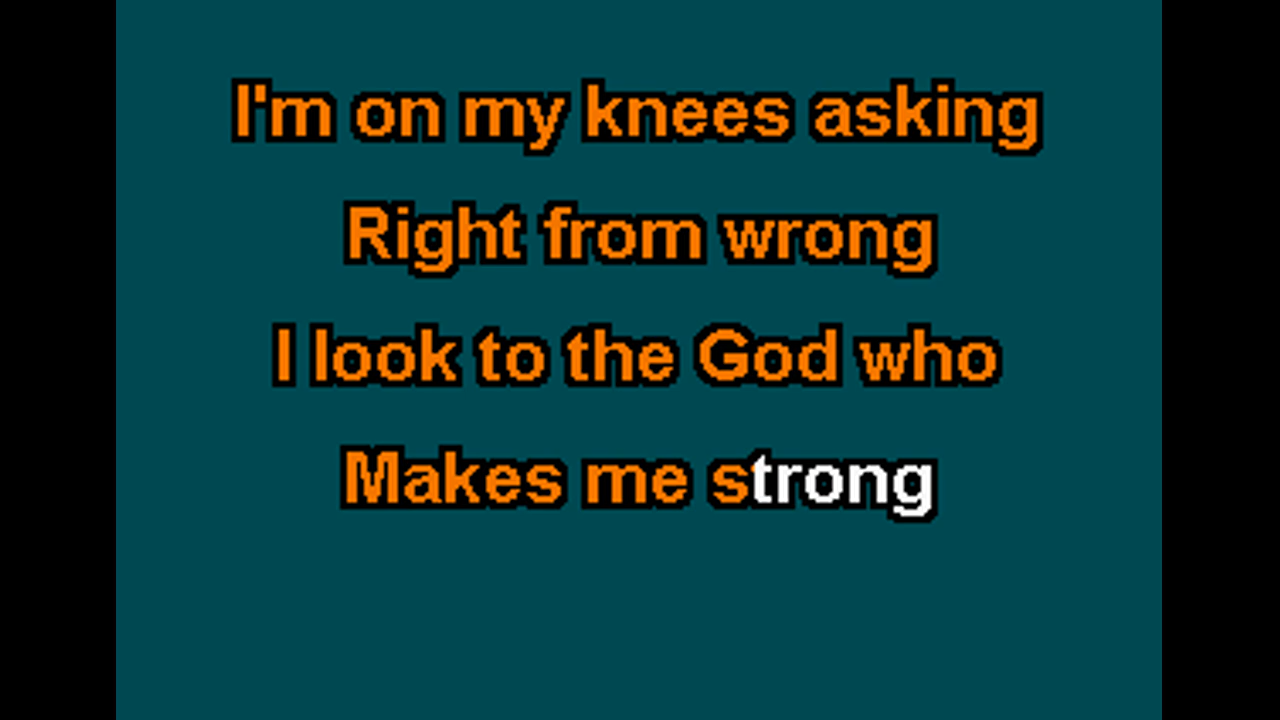 I'm on my knees asking
Right from wrong
I look to the God who
Makes me strong